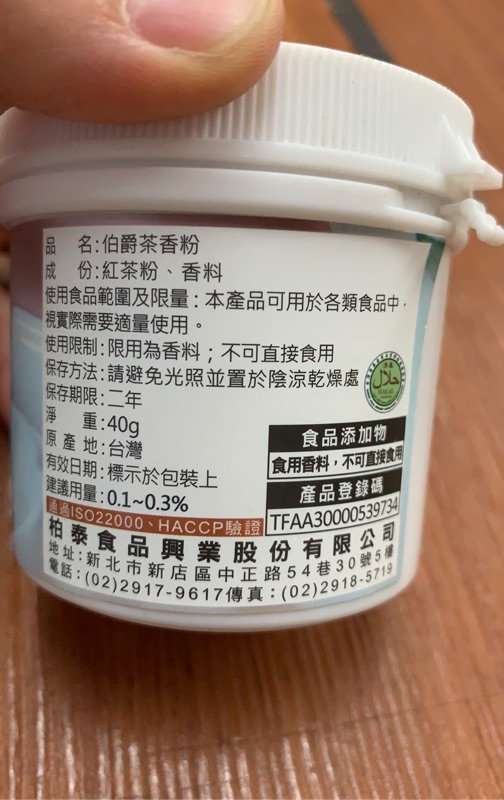 品 名:伯爵茶香粉
成 份:紅茶粉、香料
使用食品範圍及限量:本產品可用於各類食品中,
視實際需要適量使用。
使用限制:限用為香料;不可直接食用
保存方法:請避免光照並置於陰涼乾燥處
保存期限:二年
淨 重:40g
原 產 地:台灣
有效日期:標示於包裝上
建議用量:0.1~0.3%
通過ISO22000、HACCP驗證
حلال
HALAL
食品添加物
食用香料,不可直接食用
產品登錄碼
TFAA30000539734
柏泰食品興業股份有限公司
地址:新北市新店區中正路54巷30號5樓
電話:(02)2917-9617傳真:(02)2918-5719